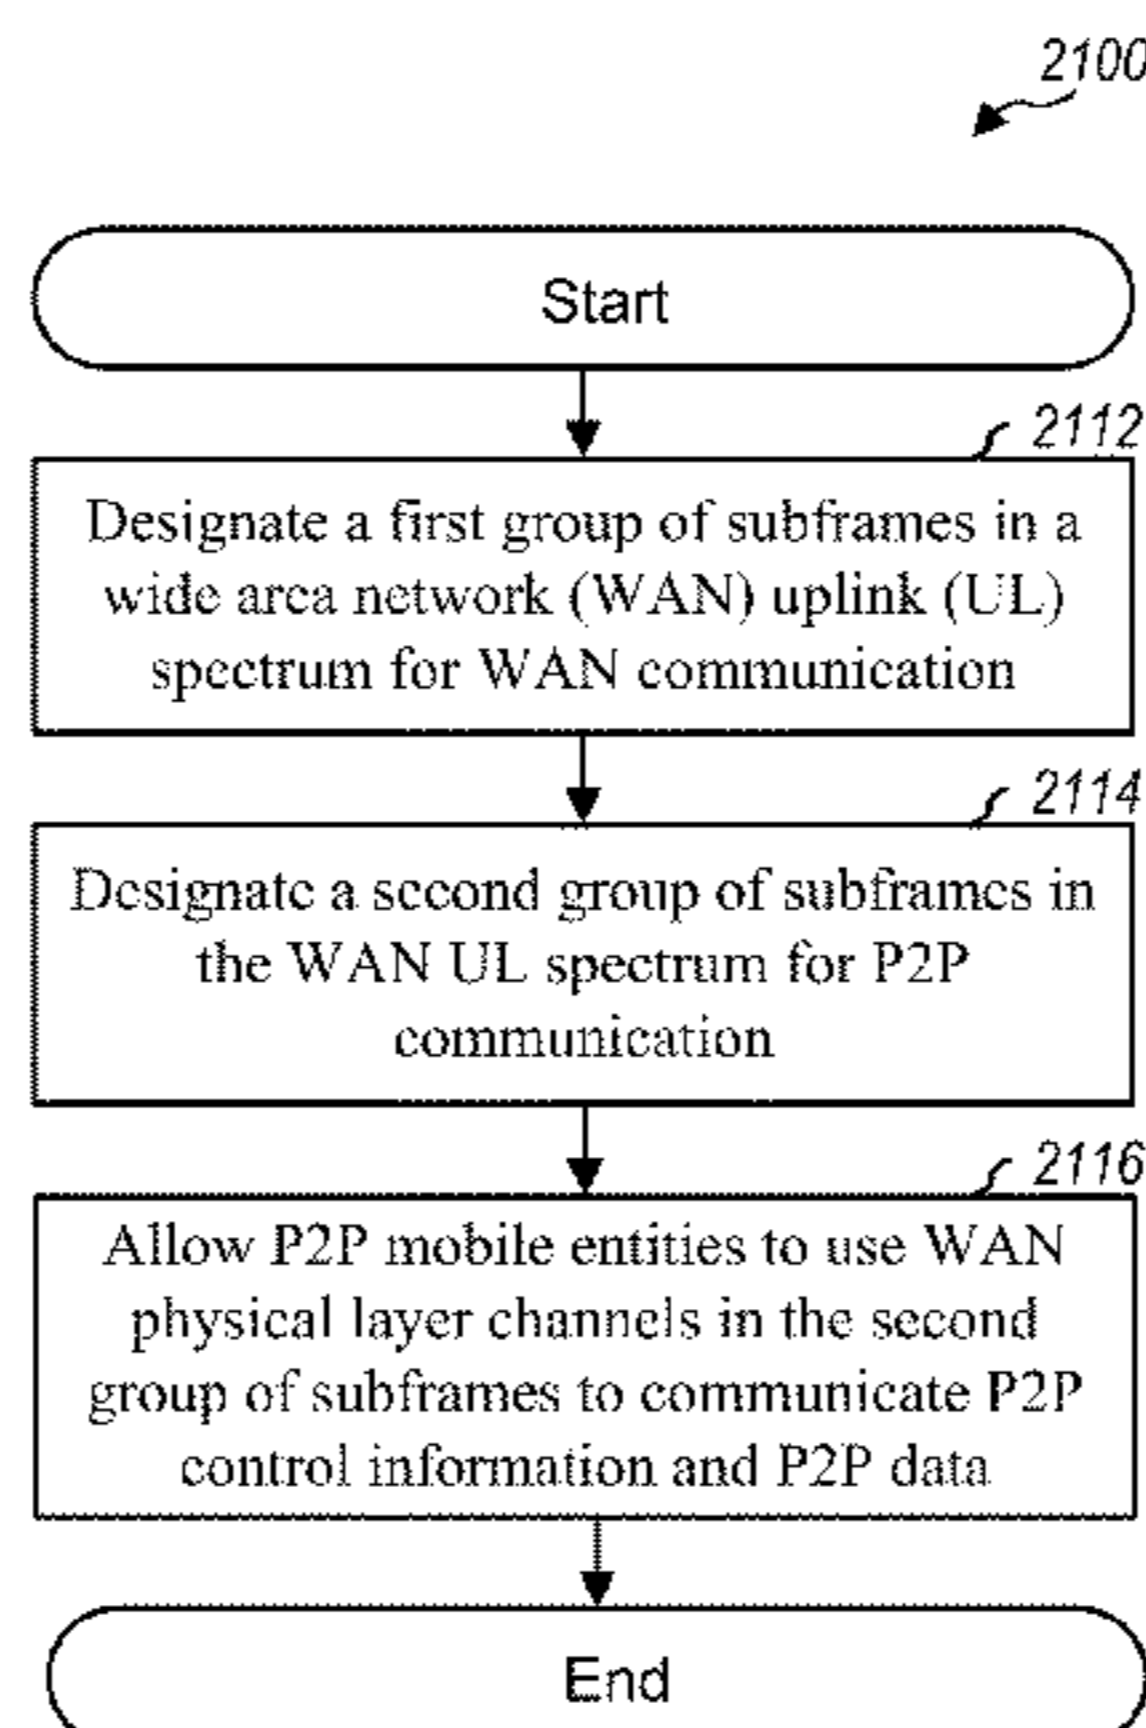 2100
Start
2112
Designate a first group of subframes in a
wide area network (WAN) uplink (UL)
spectrum for WAN communication
2114
Designate a second group of subframes in
the WAN UL spectrum for P2P
communication
2116
Allow P2P mobile entities to use WAN
physical layer channels in the second
group of subframes to communicate P2P
control information and P2P data
End